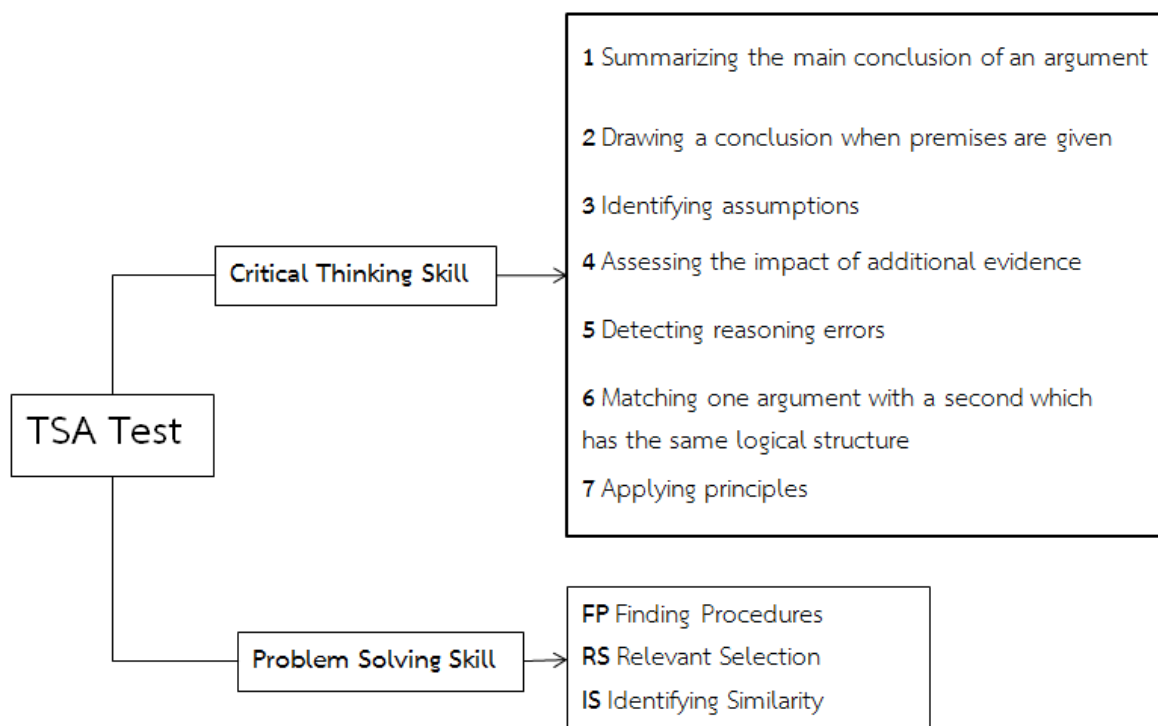 TSA Test
Critical Thinking Skill
1 Summarizing the main conclusion of an argument
2 Drawing a conclusion when premises are given
3 Identifying assumptions
4 Assessing the impact of additional evidence
5 Detecting reasoning errors
6 Matching one argument with a second which
has the same logical structure
7 Applying principles
Problem Solving Skill
FP Finding Procedures
RS Relevant Selection
IS Identifying Similarity